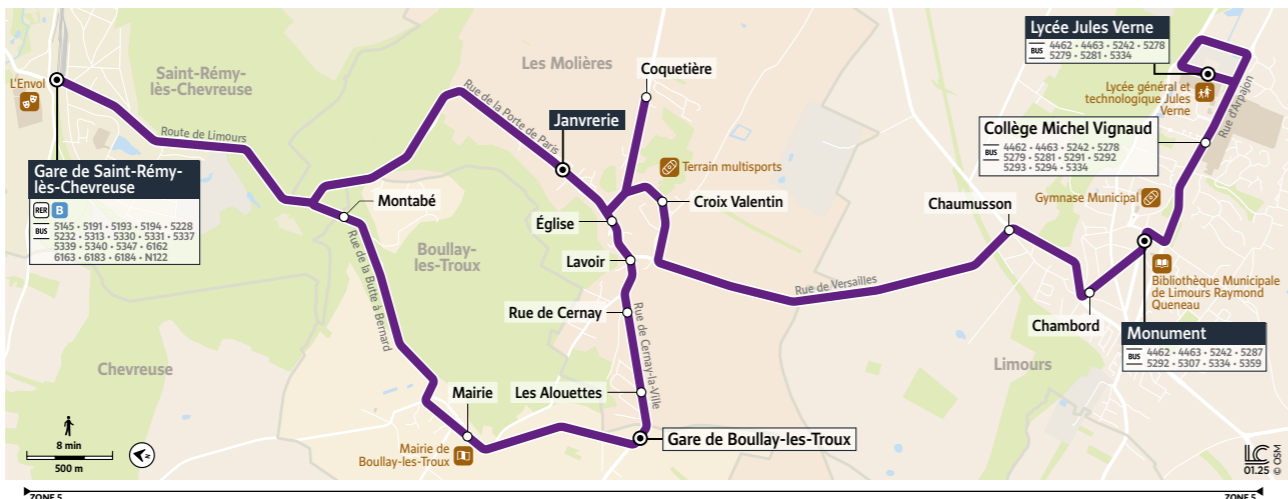 L'Envol
Saint-Rémy-
lès-Chevreuse
Route de Limours
Gare de Saint-Rémy-
lès-Chevreuse
RER B
BUS
5145 • 5191 • 5193 • 5194 • 5228
5232 • 5313 • 5330 • 5331 • 5337
5339 • 5340 • 5347 • 6162
6163 • 6183 • 6184 • N122
Chevreuse
8 min
500 m
Montabé
Rue de la Butte à Bernard
Boullay-
les-Troux
Mairie
Mairie de
Boullay-les-Troux
Les Molières
Rue de la Porte de Paris
Janvrerie
Coquetière
Terrain multisports
Croix Valentin
Église
Lavoir
Rue de Cernay
Rue de Cernay-la-Ville
Les Alouettes
Gare de Boullay-les-Troux
Rue de Versailles
Chaumusson
Chambord
Limours
Lycée Jules Verne
BUS
4462 • 4463 • 5242 • 5278
5279 • 5281 • 5334
Lycée général et
technologique Jules
Verne
Rue d'Arpajon
Collège Michel Vignaud
BUS
4462 • 4463 • 5242 • 5278
5279 • 5281 • 5291 • 5292
5293 • 5294 • 5334
Gymnase Municipal
Bibliothèque Municipale
de Limours Raymond
Queneau
Monument
BUS
4462 • 4463 • 5242 • 5287
5292 • 5307 • 5334 • 5359
LC
01.25
© OSM
ZONE 5
ZONE 5